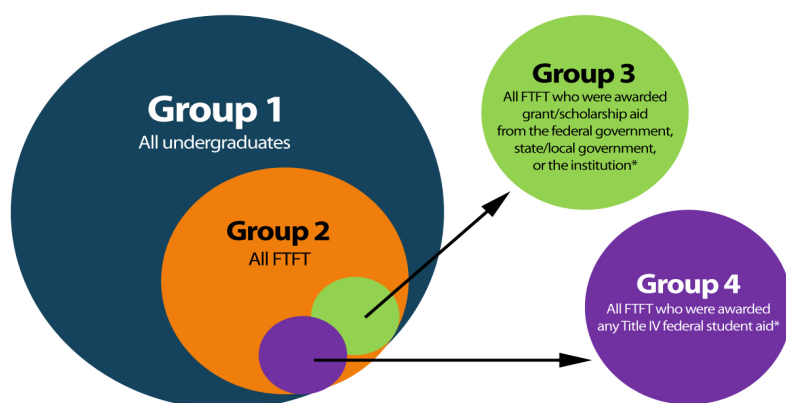 Group 1
All undergraduates
Group 2
All FTFT
Group 3
All FTFT who were awarded
grant/scholarship aid
from the federal government,
state/local government,
or the institution*
Group 4
All FTFT who were awarded
any Title IV federal student aid*